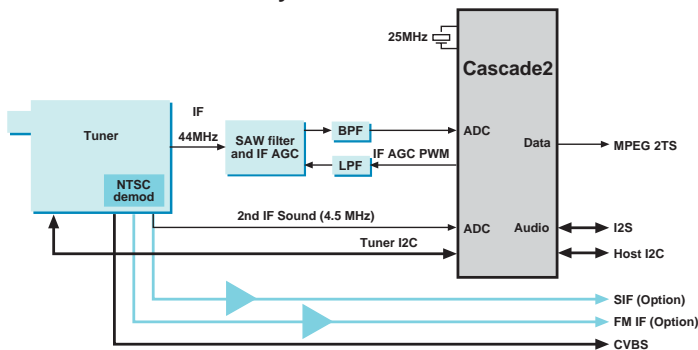 25MHz
Cascade2
IF
44MHz
Tuner
SAW filter
and IF AGC
BPF
LPF
IF AGC PWM
ADC
Data
MPEG 2TS
NTSC
demod
2nd IF Sound (4.5 MHz)
ADC
Audio
I2S
Tuner I2C
Host I2C
SIF (Option)
FM IF (Option)
CVBS